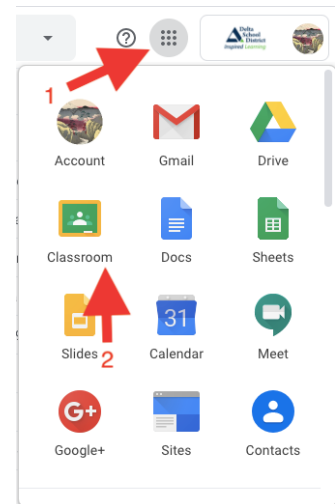 Delta
School
District
Inspired Learning
1
Account Gmail Drive
Classroom Docs Sheets
31
Slides 2 Calendar Meet
G+
Google+ Sites Contacts